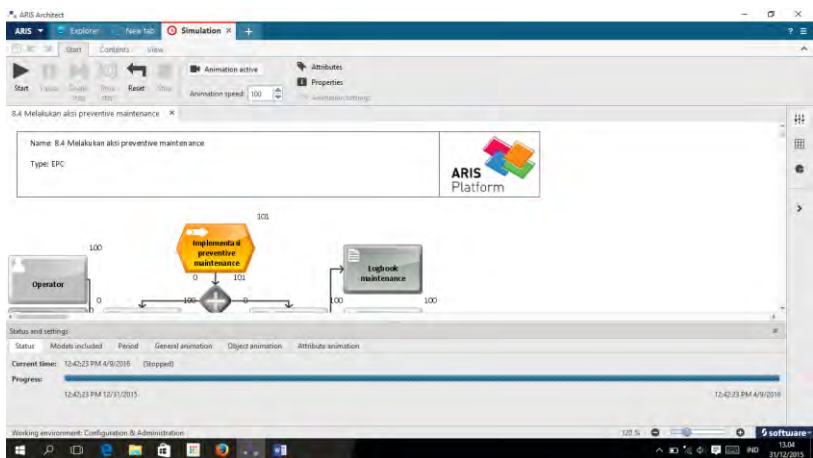 ARIS Architect
ARIS Explorer New tab Simulation
Start Contents View
Start Reset Stop
Animation active
Animation speed: 100
Attributes
Properties
Animation settings
8.4 Melakukan aksi preventive maintenance
Name: 8.4 Melakukan aksi preventive maintenance
Type: EPC
ARIS
Platform
101
100
Implementasi
preventive
maintenance
Operator
Logbook
maintenance
0 101
0 100 0 100 100
Status and settings
Status Models included Period General animation Object animation Attribute animation
Current time: 12:42:23 PM 4/9/2016 (Stopped)
Progress:
12:42:23 PM 12/31/2015 12:42:23 PM 4/9/2016
Working environment: Configuration & Administration
120 %
software
IND
13.04
31/12/2015